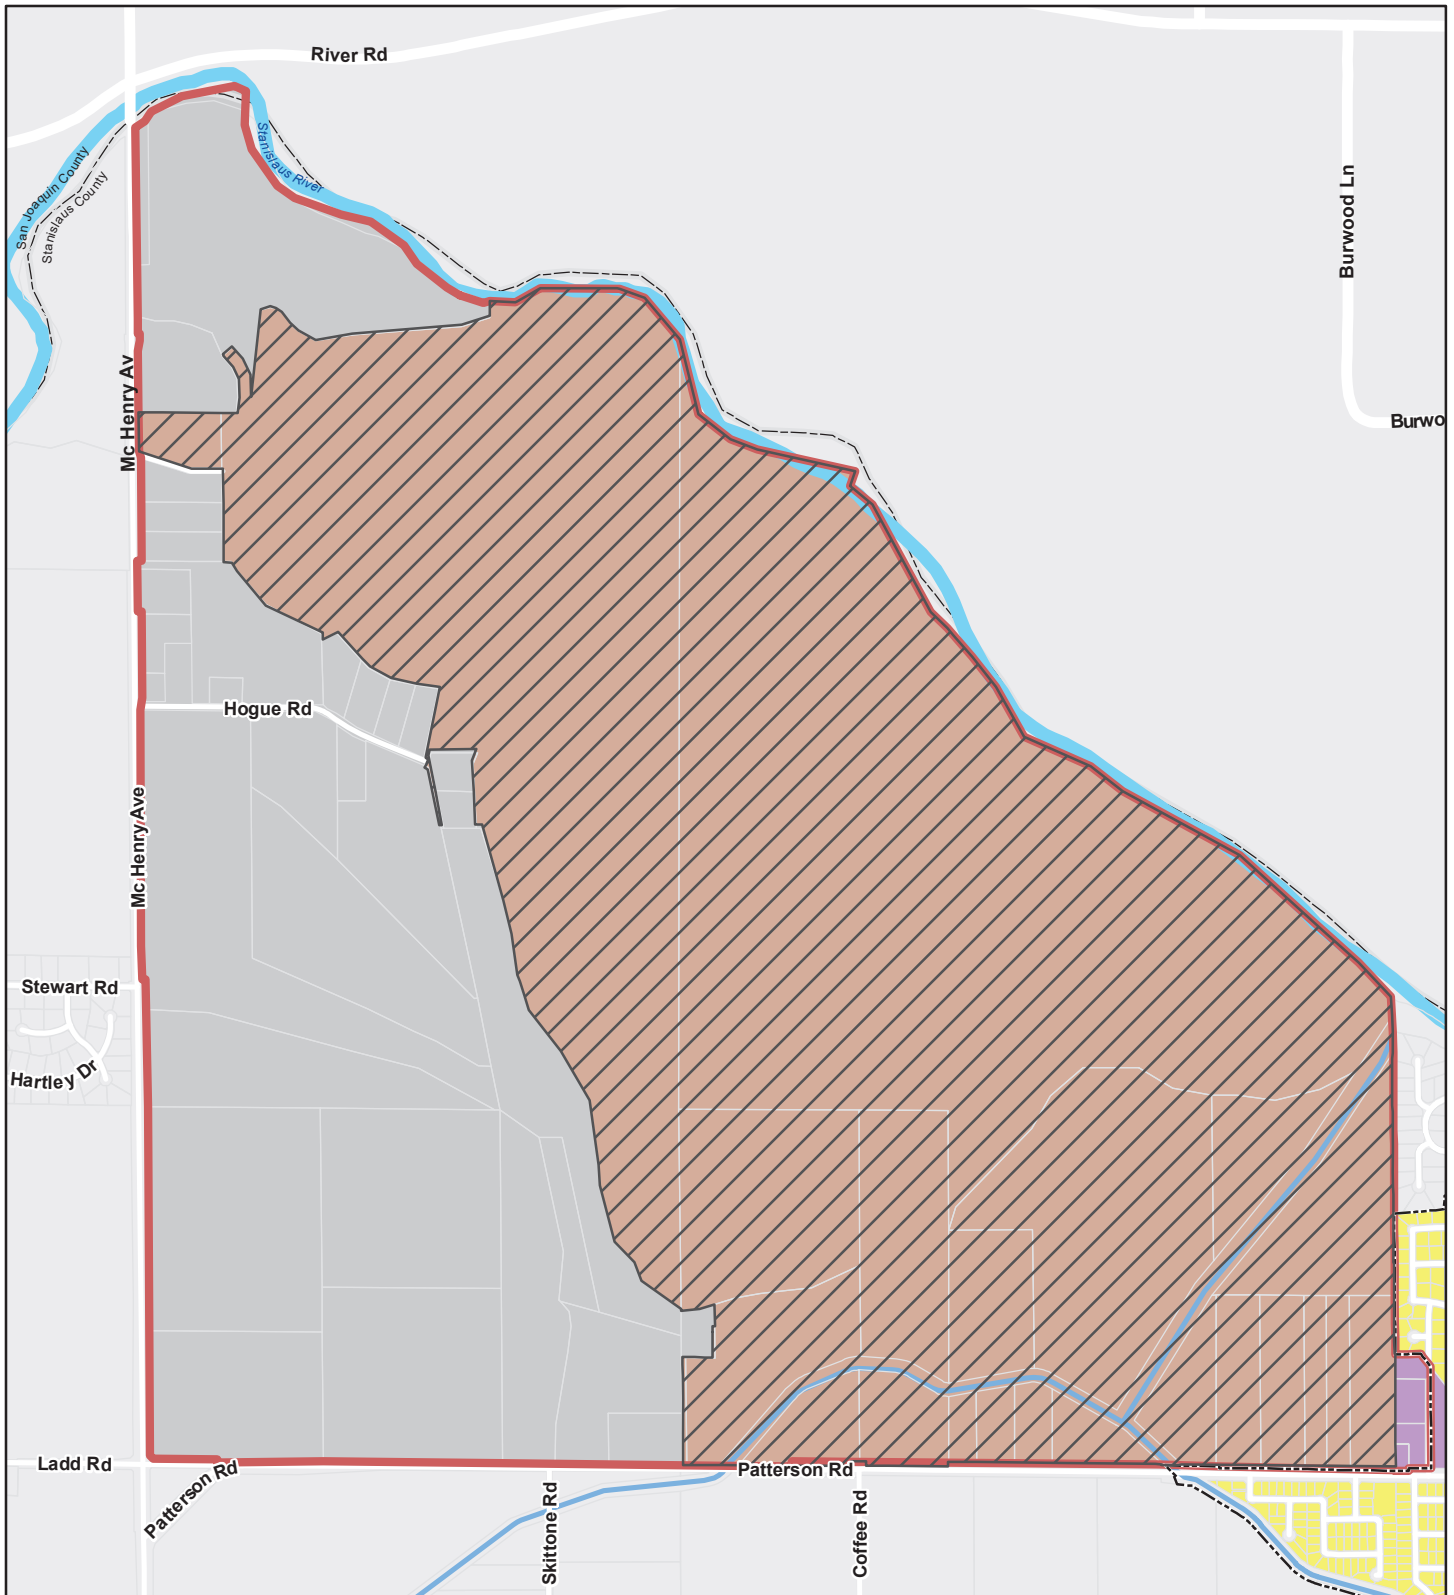 River Rd
San Joaquin County
Stanislaus County
Stanislaus River
Burwood Ln
Mc Henry Av
Burwo
Hogue Rd
Mc Henry Ave
Stewart Rd
Hartley Dr
Ladd Rd
Patterson Rd
Patterson Rd
Skittone Rd
Coffee Rd